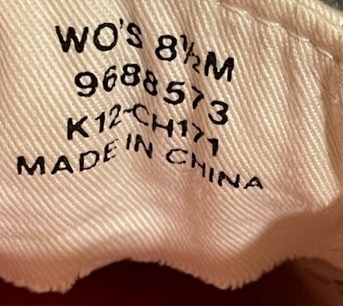 WO'S 8½M
9688573
K12-CH171
MADE IN CHINA